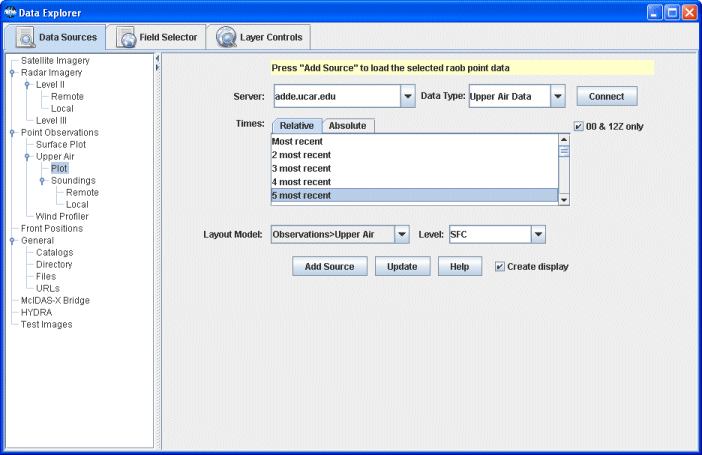 Data Explorer
Data Sources
Field Selector
Layer Controls
Satellite Imagery
Radar Imagery
Level II
Remote
Local
Level III
Point Observations
Surface Plot
Upper Air
Plot
Soundings
Remote
Local
Wind Profiler
Front Positions
General
Catalogs
Directory
Files
URLs
McIDAS-X Bridge
HYDRA
Test Images
Press "Add Source" to load the selected raob point data
Server: adde.ucar.edu Data Type: Upper Air Data Connect
Times: Relative Absolute 00 & 12Z only
Most recent
2 most recent
3 most recent
4 most recent
5 most recent
Layout Model: Observations>Upper Air Level: SFC
Add Source Update Help Create display